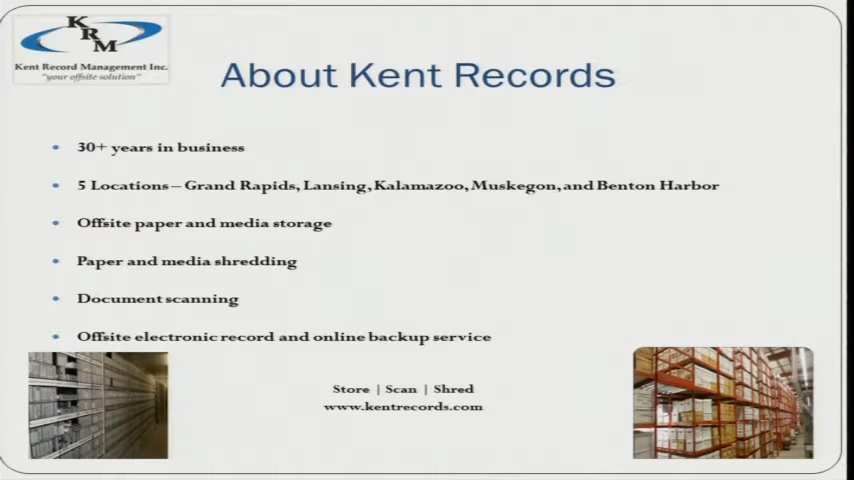 KRM
Kent Record Management Inc.
"your offsite solution"
About Kent Records
30+ years in business
5 Locations – Grand Rapids, Lansing, Kalamazoo, Muskegon, and Benton Harbor
Offsite paper and media storage
Paper and media shredding
Document scanning
Offsite electronic record and online backup service
Store | Scan | Shred
www.kentrecords.com